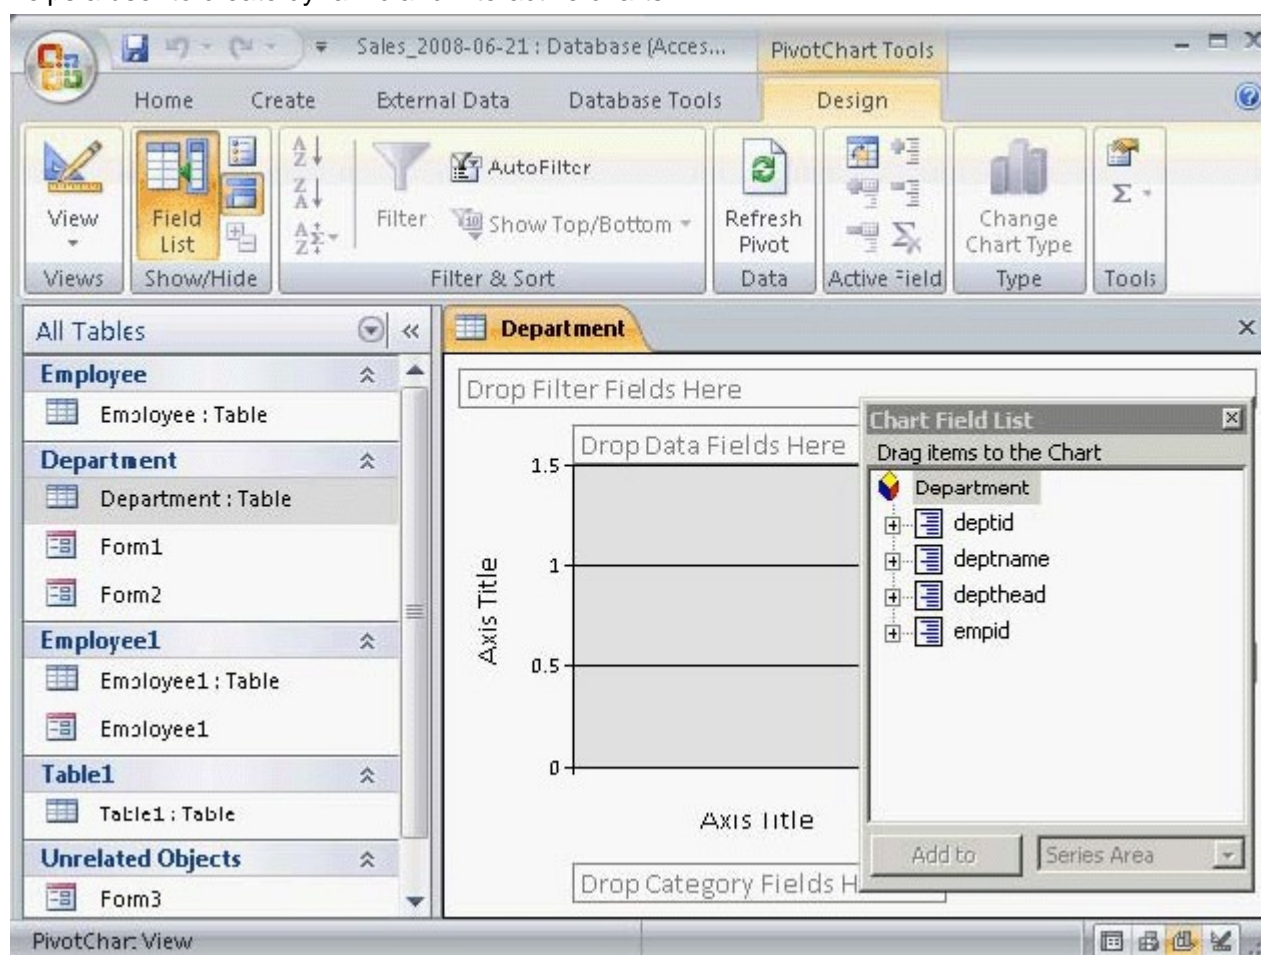 Sales_2008-06-21 : Database (Acces...
PivotChart Tools
Home Create External Data Database Tools Design
View
Field List
AutoFilter
Filter
Show Top/Bottom
Refresh Pivot
Change Chart Type
Views Show/Hide Filter & Sort Data Active Field Type Tools
All Tables
Employee
Employee : Table
Department
Department : Table
Form1
Form2
Employee1
Employee1 : Table
Employee1
Table1
Table1 : Table
Unrelated Objects
Form3
Department
Drop Filter Fields Here
Drop Data Fields Here
1.5
1
0.5
0
Axis Title
Axis Title
Drop Category Fields H
Chart Field List
Drag items to the Chart
Department
deptid
deptname
depthead
empid
Add to
Series Area
PivotChart View